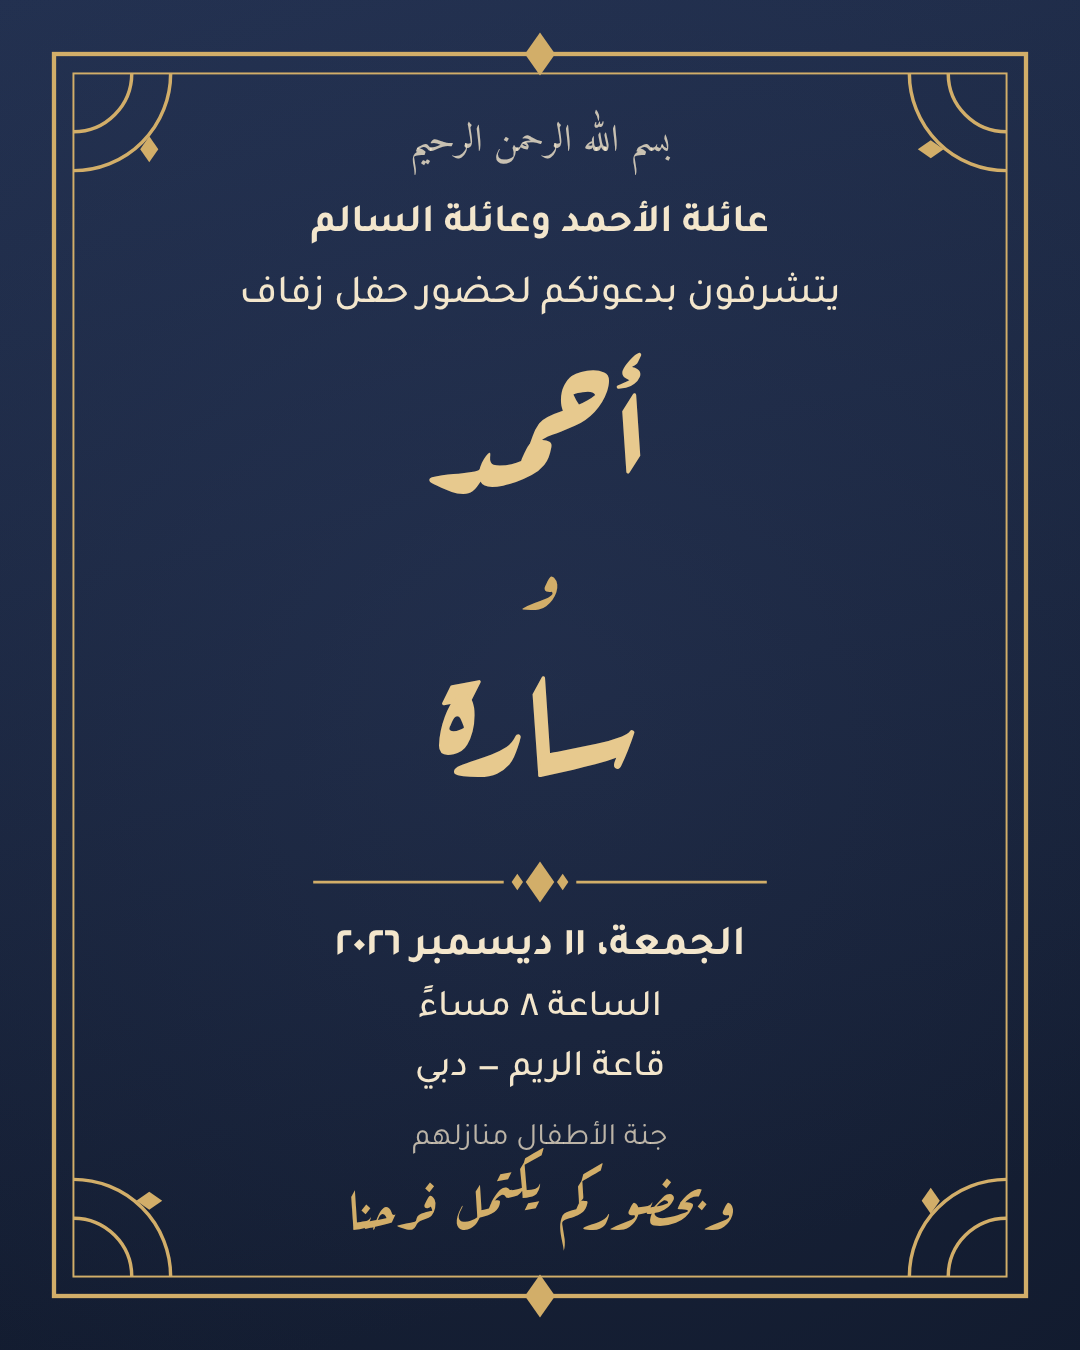 بسم الله الرحمن الرحيم
عائلة الأحمد وعائلة السالم
يتشرفون بدعوتكم لحضور حفل زفاف
أحمد
و
سارة
الجمعة، ١١ ديسمبر ٢٠٢٦
الساعة ٨ مساءً
قاعة الريم – دبي
جنة الأطفال منازلهم
وبحضوركم يكتمل فرحنا